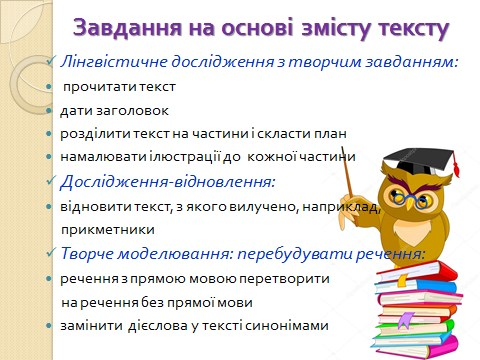 Завдання на основі змісту тексту
✓ Лінгвістичне дослідження з творчим завданням:
• прочитати текст
• дати заголовок
• розділити текст на частини і скласти план
• намалювати ілюстрації до кожної частини
✓ Дослідження-відновлення:
• відновити текст, з якого вилучено, наприклад,
прикметники
✓ Творче моделювання: перебудувати речення:
• речення з прямою мовою перетворити
на речення без прямої мови
• замінити дієслова у тексті синонімами